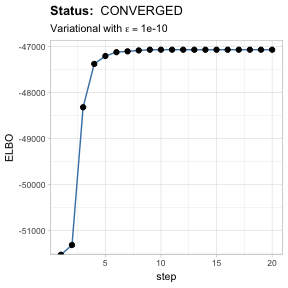 Status: CONVERGED
Variational with ε = 1e-10
-47000
-48000
-49000
-50000
-51000
ELBO
5
10
15
20
step